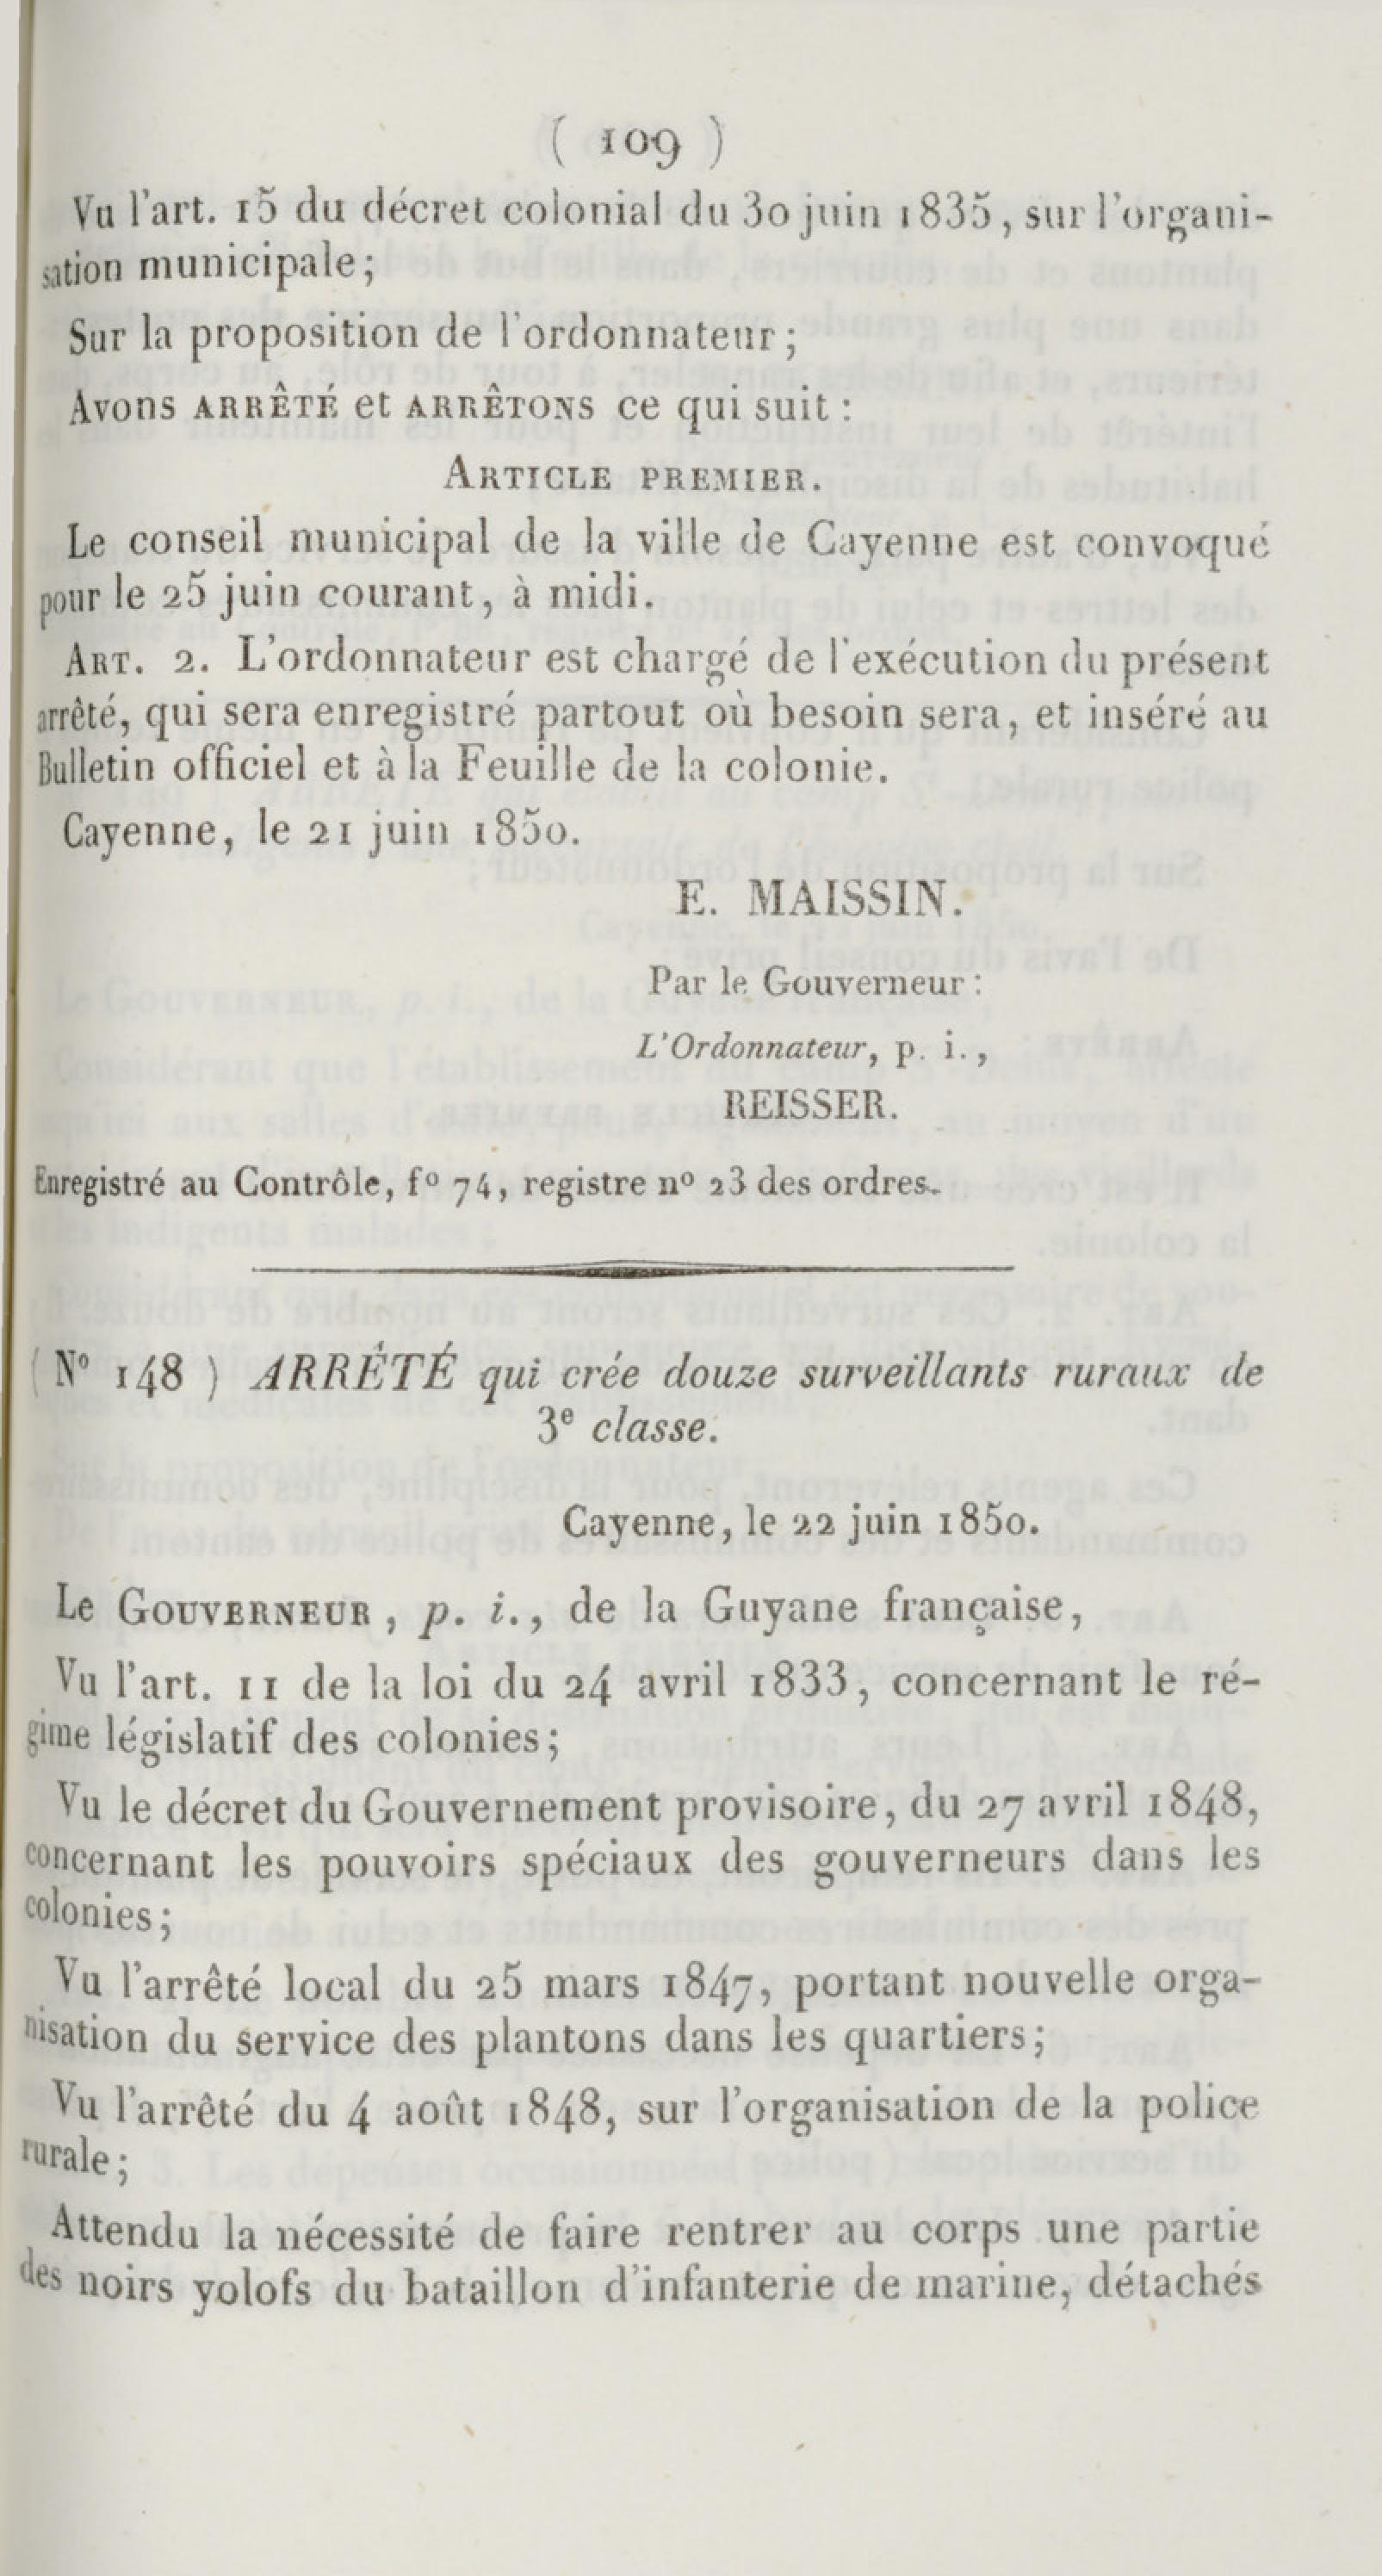 ( 109 )
Vu l'art. 15 du décret colonial du 30 juin 1835, sur l'organi-
sation municipale;
Sur la proposition de l'ordonnateur;
Avons ARRÊTÉ et ARRÊTONS ce qui suit :
ARTICLE PREMIER.
Le conseil municipal de la ville de Cayenne est convoqué
pour le 25 juin courant, à midi.
ART. 2. L'ordonnateur est chargé de l'exécution du présent
arrêté, qui sera enregistré partout où besoin sera, et inséré au
Bulletin officiel et à la Feuille de la colonie.
Cayenne, le 21 juin 1850.
E. MAISSIN.
Par le Gouverneur :
L'Ordonnateur, p. i.,
REISSER.
Enregistré au Contrôle, f° 74, registre n° 23 des ordres.
( N° 148 ) ARRÊTÉ qui crée douze surveillants ruraux de
3e classe.
Cayenne, le 22 juin 1850.
Le GOUVERNEUR, p. i., de la Guyane française,
Vu l'art. 11 de la loi du 24 avril 1833, concernant le ré-
gime législatif des colonies;
Vu le décret du Gouvernement provisoire, du 27 avril 1848,
concernant les pouvoirs spéciaux des gouverneurs dans les
colonies;
Vu l'arrêté local du 25 mars 1847, portant nouvelle orga-
nisation du service des plantons dans les quartiers;
Vu l'arrêté du 4 août 1848, sur l'organisation de la police
rurale;
Attendu la nécessité de faire rentrer au corps une partie
des noirs yolofs du bataillon d'infanterie de marine, détachés